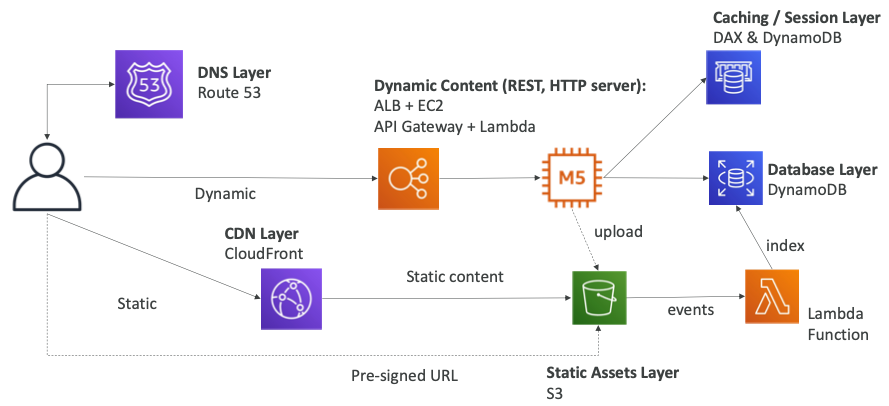 Caching / Session Layer
DAX & DynamoDB
DNS Layer
Route 53
53
Dynamic Content (REST, HTTP server):
ALB + EC2
API Gateway + Lambda
Dynamic
M5
Database Layer
DynamoDB
upload
index
CDN Layer
CloudFront
Static content
Static
events
Lambda
Function
Pre-signed URL
Static Assets Layer
S3